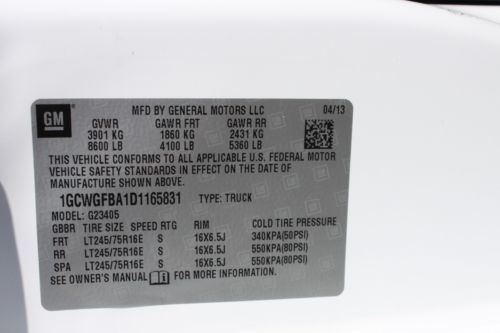 GM
MFD BY GENERAL MOTORS LLC 04/13
GVWR GAWR FRT GAWR RR
3901 KG 1860 KG 2431 KG
8600 LB 4100 LB 5360 LB
THIS VEHICLE CONFORMS TO ALL APPLICABLE U.S. FEDERAL MOTOR
VEHICLE SAFETY STANDARDS IN EFFECT ON THE DATE OF
MANUFACTURE SHOWN ABOVE.
1GCWGFBA1D1165831 TYPE: TRUCK
MODEL: G23405
GBBR TIRE SIZE SPEED RTG RIM COLD TIRE PRESSURE
FRT LT245/75R16E S 16X6.5J 340KPA(50PSI)
RR LT245/75R16E S 16X6.5J 550KPA(80PSI)
SPA LT245/75R16E S 16X6.5J 550KPA(80PSI)
SEE OWNER'S MANUAL FOR MORE INFORMATION